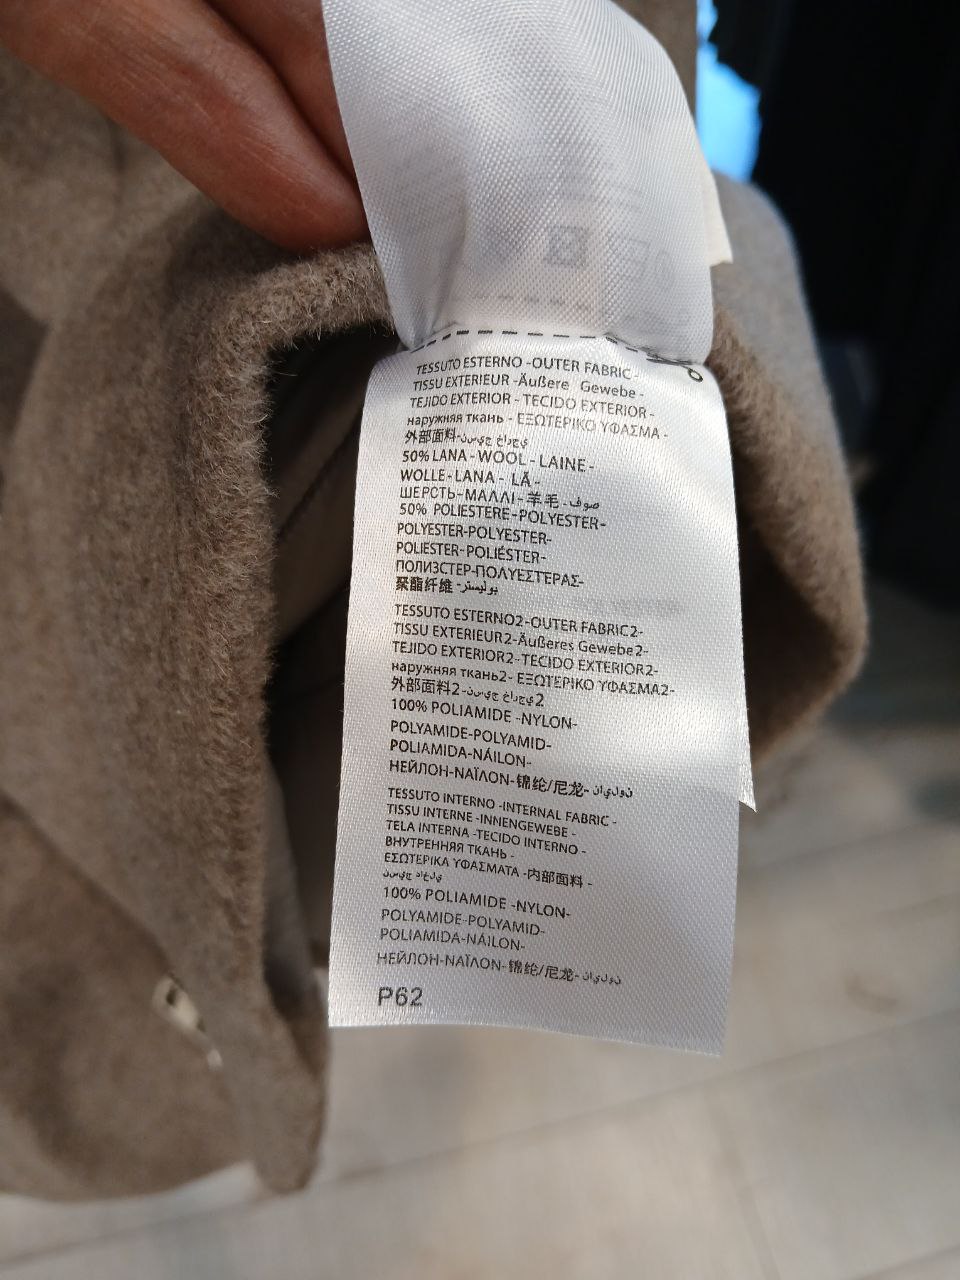 TESSUTO ESTERNO -OUTER FABRIC-
TISSU EXTERIEUR -Äußere Gewebe -
TEJIDO EXTERIOR - TECIDO EXTERIOR -
наружняя ткань - ΕΞΩΤΕΡΙΚΟ ΥΦΑΣΜΑ -
外部面料-نسيج خارجي
50% LANA - WOOL - LAINE -
WOLLE - LANA - LÃ -
ШЕРСТЬ-ΜΑΛΛΙ- 羊毛 - صوف
50% POLIESTERE -POLYESTER-
POLYESTER-POLYESTER-
POLIESTER- POLIÉSTER-
ПОЛИЭСТЕР-ΠΟΛΥΕΣΤΕΡΑΣ-
聚酯纤维 -بوليستر
TESSUTO ESTERNO2-OUTER FABRIC2-
TISSU EXTERIEUR2-Äußeres Gewebe2-
TEJIDO EXTERIOR2- TECIDO EXTERIOR2-
наружняя ткань2- ΕΞΩΤΕΡΙΚΟ ΥΦΑΣΜΑ2-
外部面料2-نسيج خارجي2
100% POLIAMIDE -NYLON-
POLYAMIDE-POLYAMID-
POLIAMIDA-NÁILON-
НЕЙЛОН-ΝΑΪΛΟΝ-锦纶/尼龙- نايلون
TESSUTO INTERNO -INTERNAL FABRIC -
TISSU INTERNE -INNENGEWEBE -
TELA INTERNA -TECIDO INTERNO -
ВНУТРЕННЯЯ ТКАНЬ -
ΕΣΩΤΕΡΙΚΑ ΥΦΑΣΜΑΤΑ -内部面料 -
نسيج داخلي
100% POLIAMIDE -NYLON-
POLYAMIDE-POLYAMID-
POLIAMIDA-NÁILON-
НЕЙЛОН-ΝΑΪΛΟΝ-锦纶/尼龙- نايلون
P62